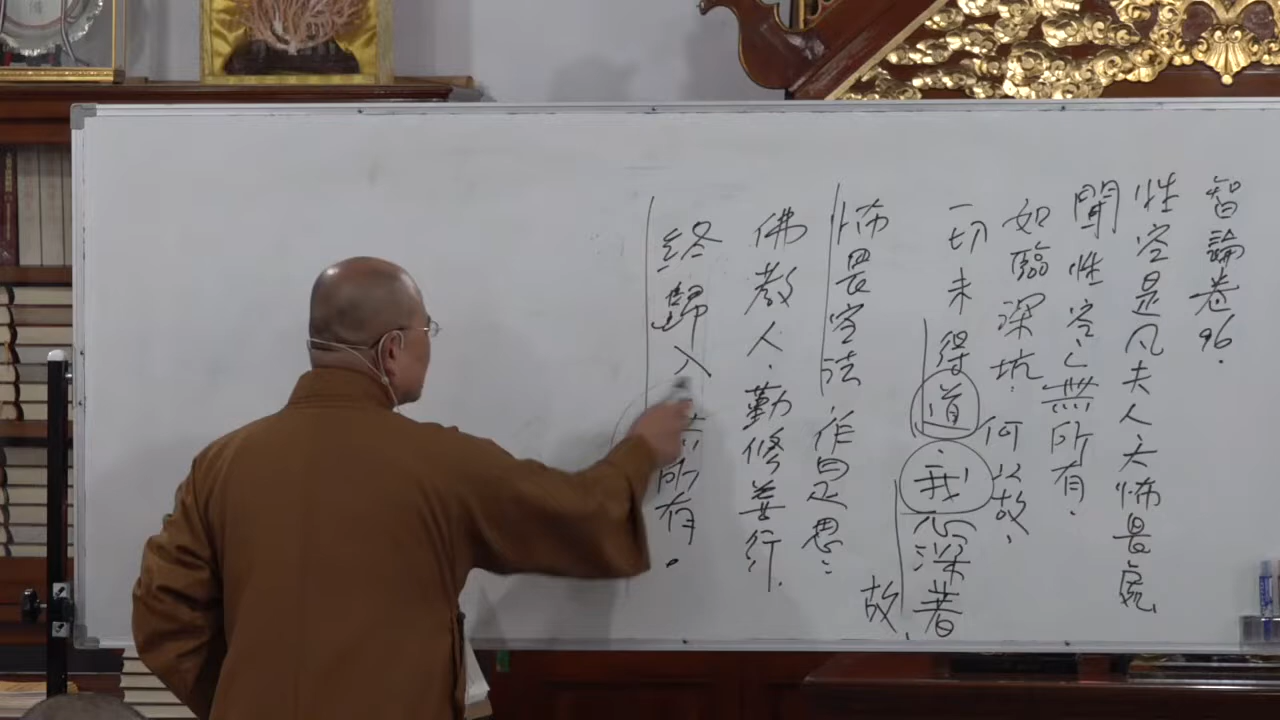 智論卷96.
性空是凡夫人大怖畏處
聞性空之無所有.
如臨深坑.何以故.
一切未得道.我心深著故.
怖畏空法作是思:
佛教人.勤修善行.
終歸入無所有.